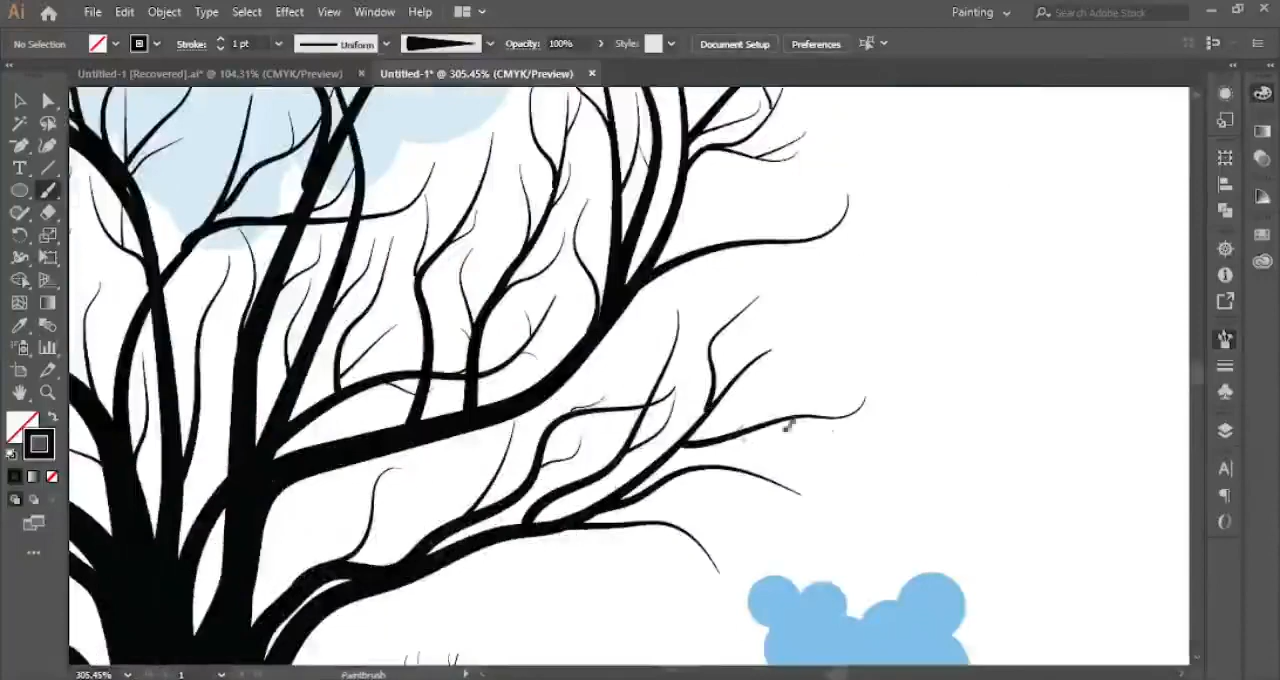 Ai File Edit Object Type Select Effect View Window Help Painting Search Adobe Stock
No Selection Stroke: 1 pt Uniform Opacity: 100% Style: Document Setup Preferences
Untitled-1 [Recovered].ai* @ 104.31% (CMYK/Preview) × Untitled-1* @ 305.45% (CMYK/Preview) ×
305.45% 1 Paintbrush